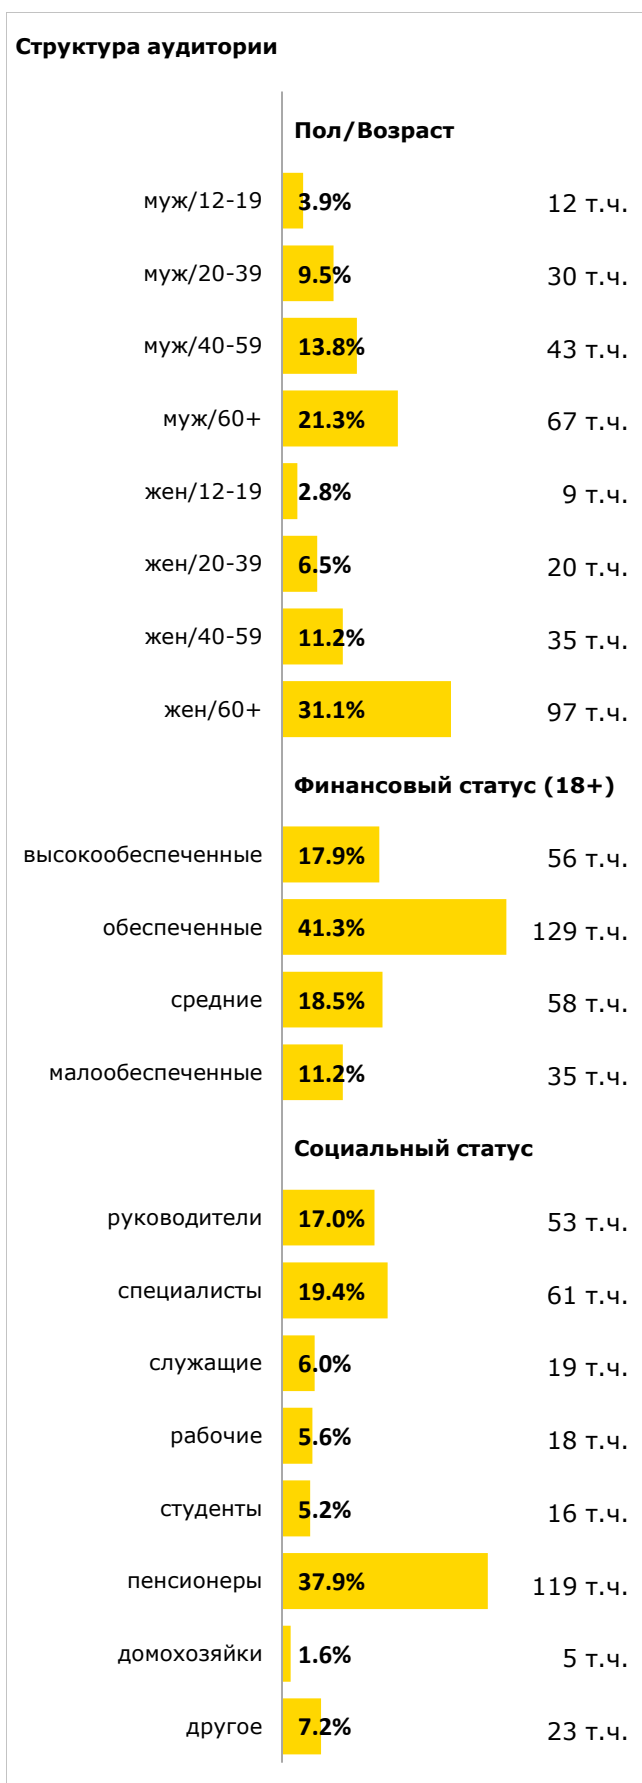 Структура аудитории
Пол/Возраст
муж/12-19 3.9% 12 т.ч.
муж/20-39 9.5% 30 т.ч.
муж/40-59 13.8% 43 т.ч.
муж/60+ 21.3% 67 т.ч.
жен/12-19 2.8% 9 т.ч.
жен/20-39 6.5% 20 т.ч.
жен/40-59 11.2% 35 т.ч.
жен/60+ 31.1% 97 т.ч.
Финансовый статус (18+)
высокообеспеченные 17.9% 56 т.ч.
обеспеченные 41.3% 129 т.ч.
средние 18.5% 58 т.ч.
малообеспеченные 11.2% 35 т.ч.
Социальный статус
руководители 17.0% 53 т.ч.
специалисты 19.4% 61 т.ч.
служащие 6.0% 19 т.ч.
рабочие 5.6% 18 т.ч.
студенты 5.2% 16 т.ч.
пенсионеры 37.9% 119 т.ч.
домохозяйки 1.6% 5 т.ч.
другое 7.2% 23 т.ч.